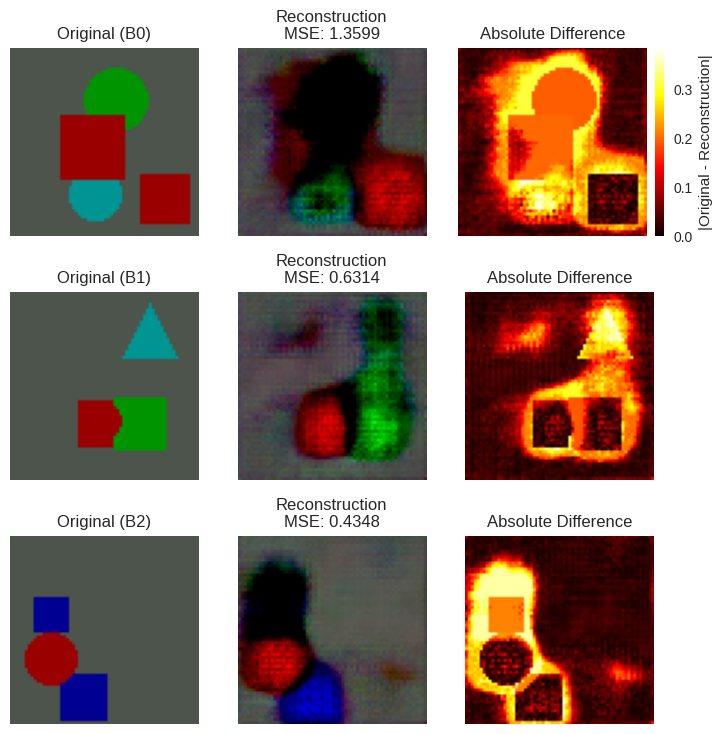 Original (B0)
Reconstruction
MSE: 1.3599
Absolute Difference
0.3
0.2
0.1
0.0
|Original - Reconstruction|
Original (B1)
Reconstruction
MSE: 0.6314
Absolute Difference
Original (B2)
Reconstruction
MSE: 0.4348
Absolute Difference